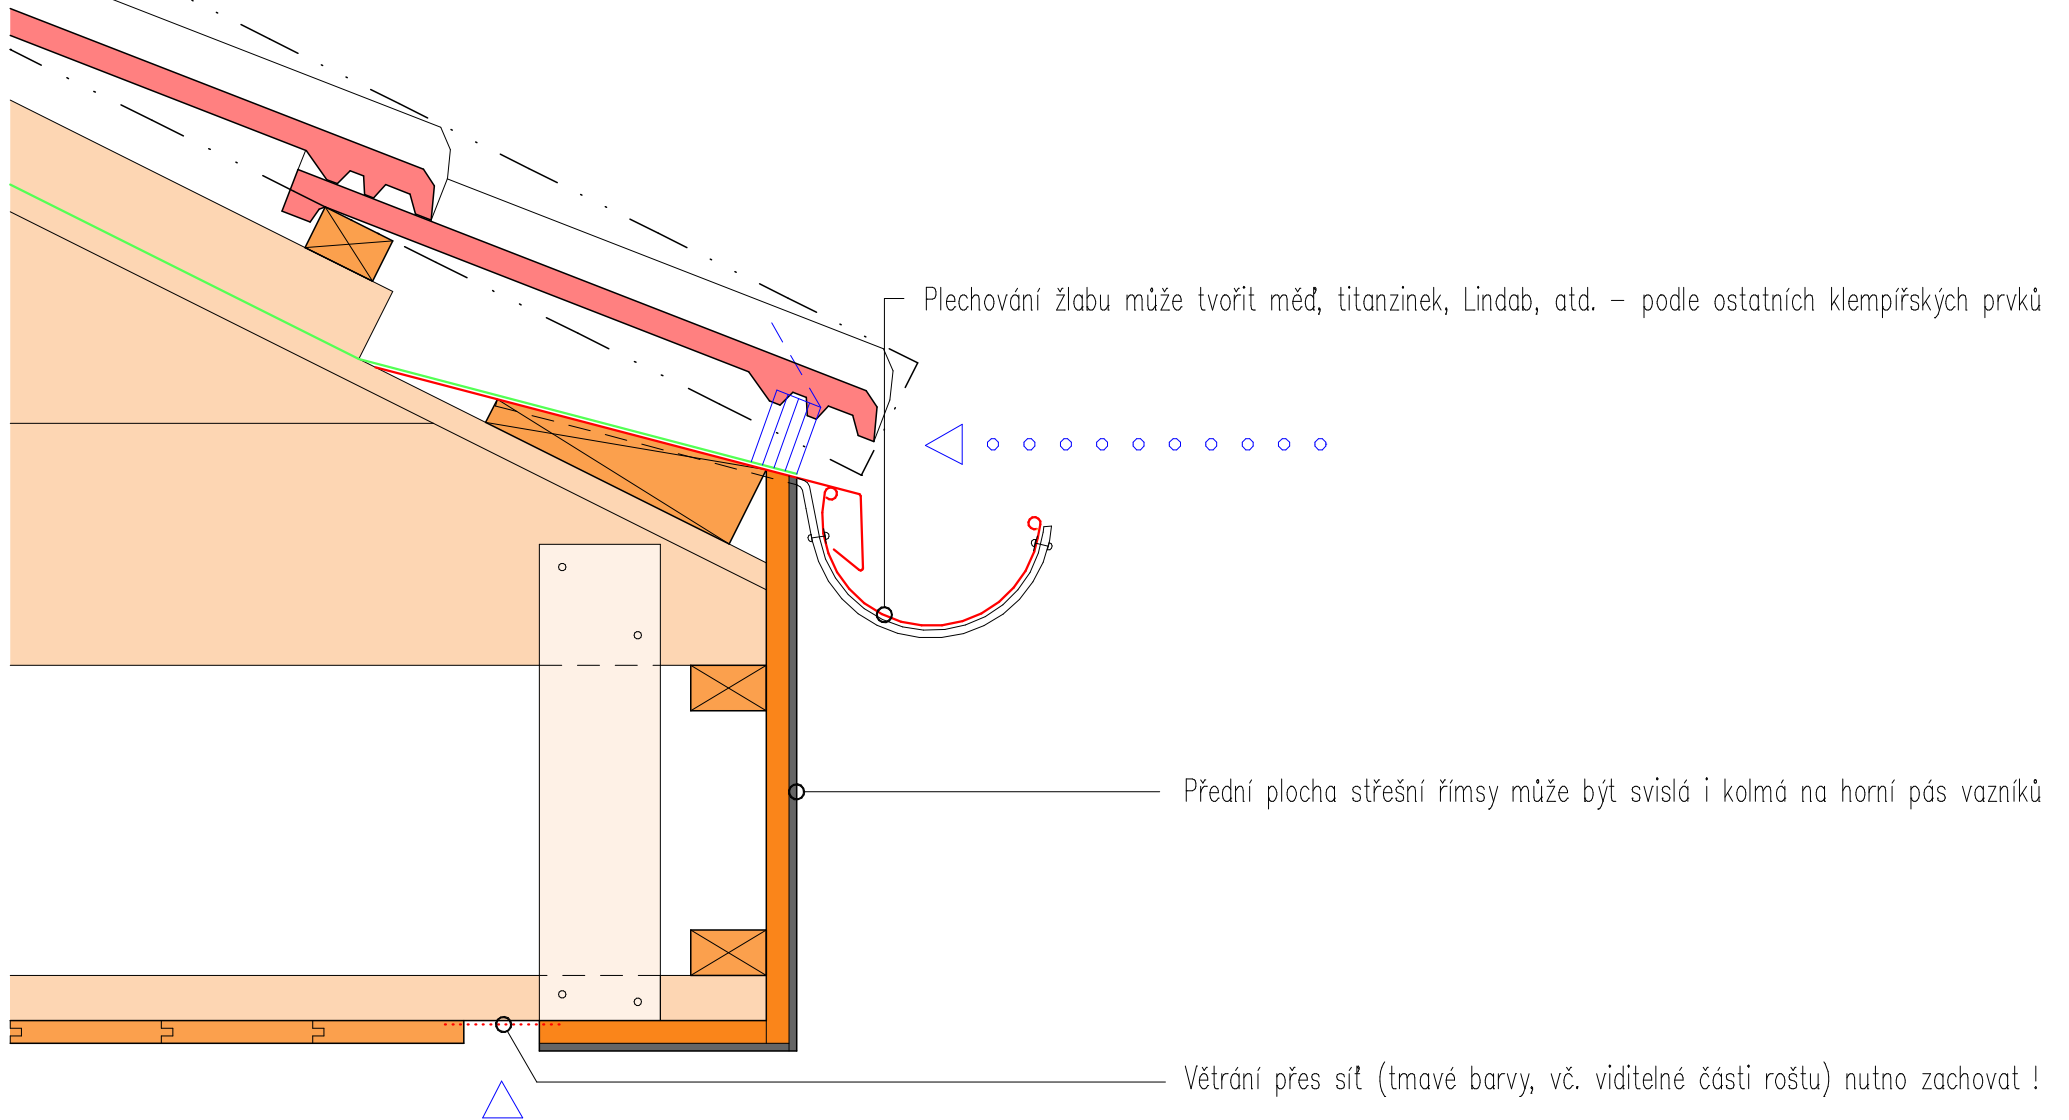 Plechování žlabu může tvořit měď, titanzinek, Lindab, atd. – podle ostatních klempířských prvků
Přední plocha střešní římsy může být svislá i kolmá na horní pás vazníků
Větrání přes síť (tmavé barvy, vč. viditelné části roštu) nutno zachovat !